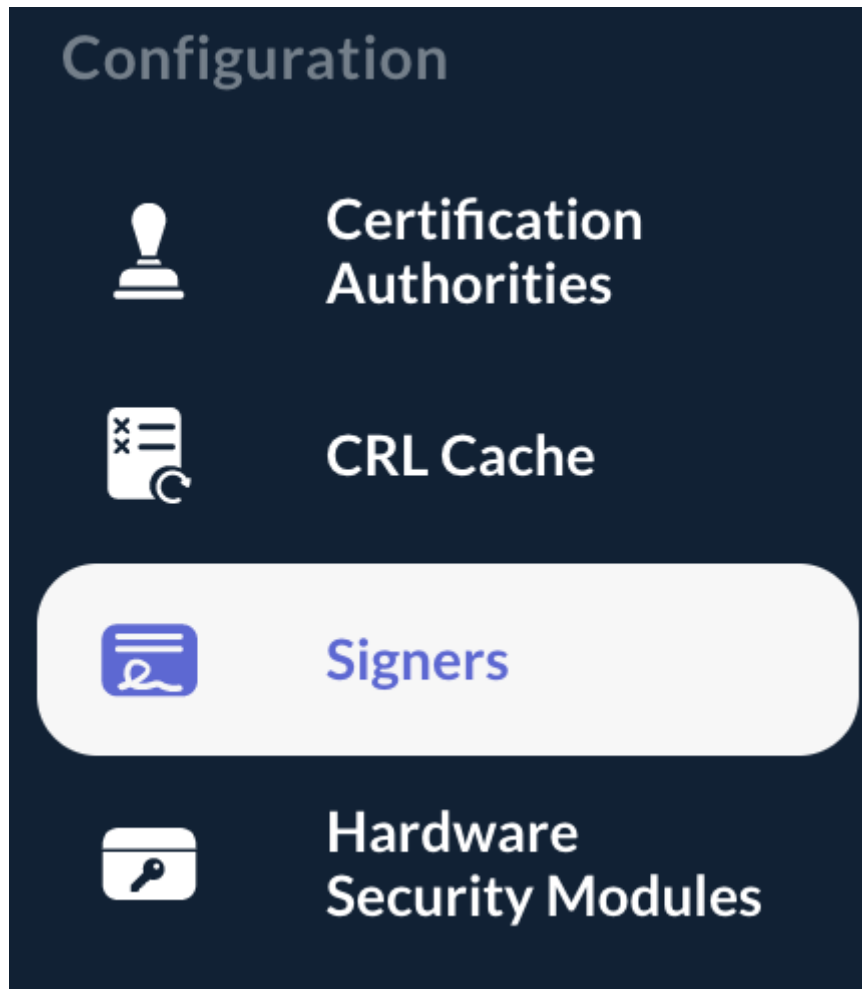 Configuration
Certification
Authorities
CRL Cache
Signers
Hardware
Security Modules